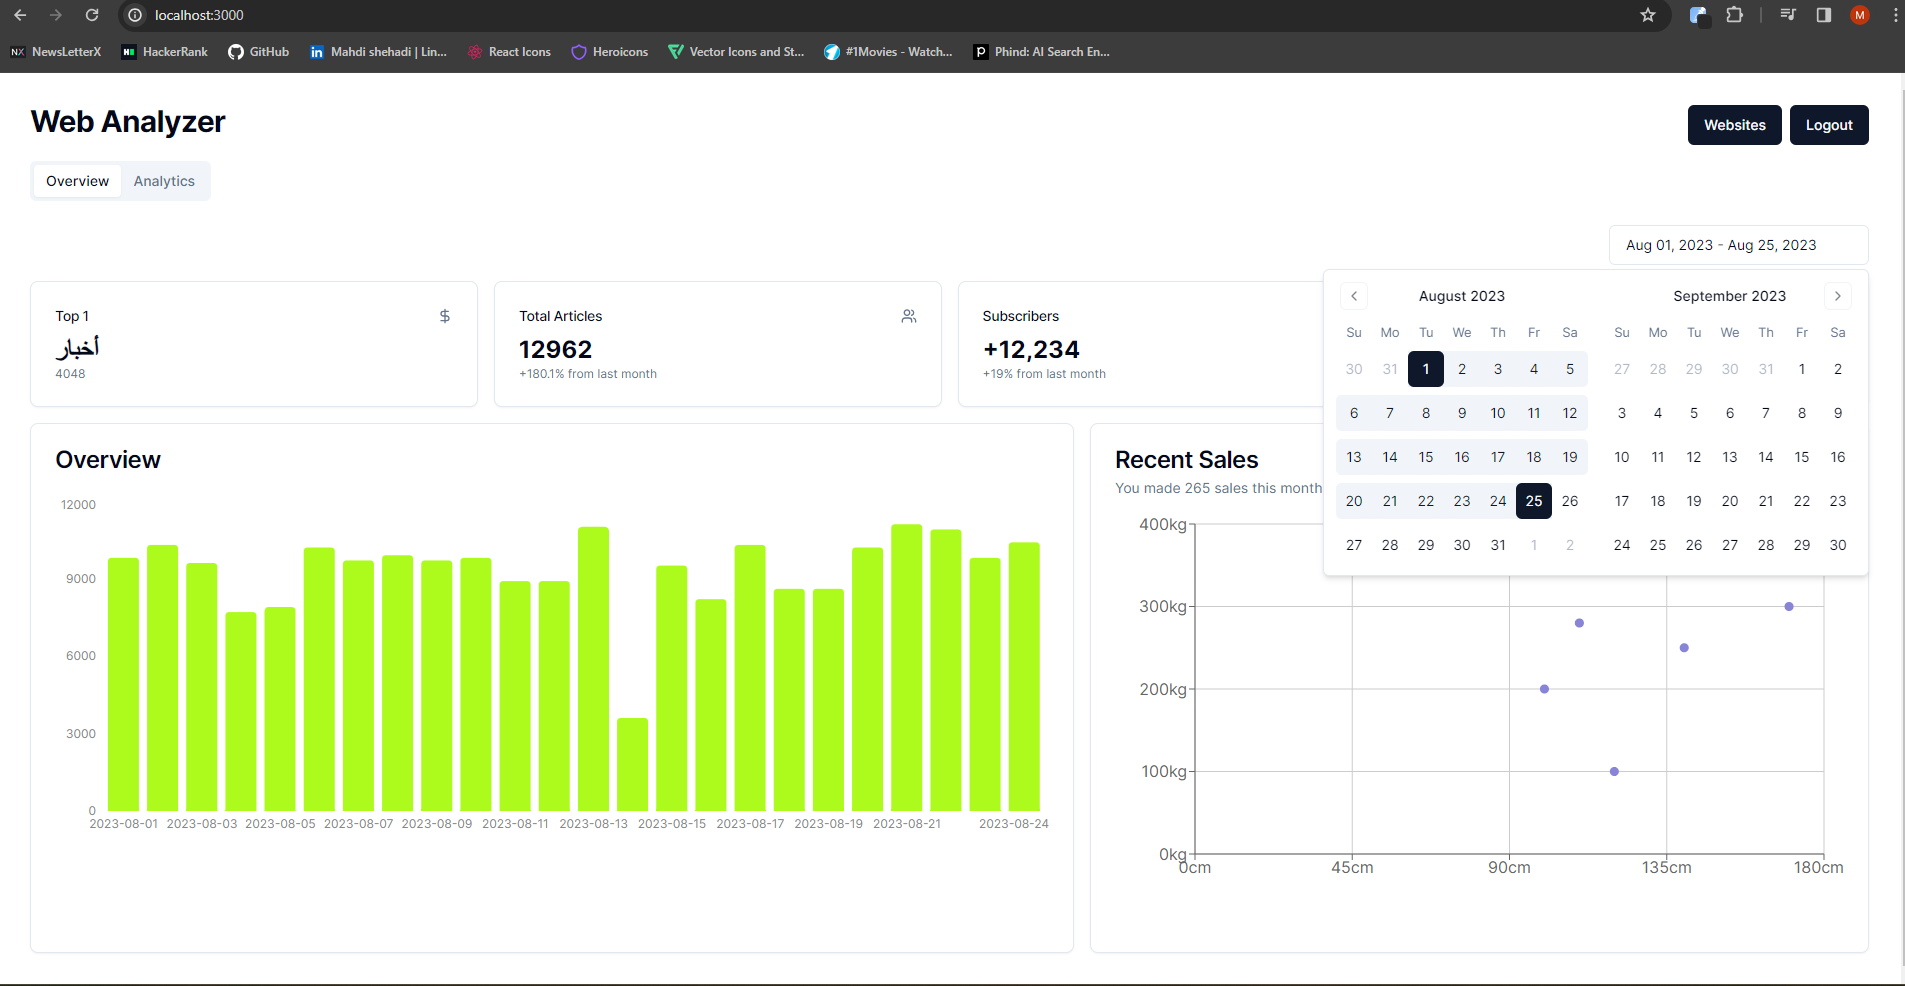 localhost:3000
NewsLetterX HackerRank GitHub Mahdi shehadi | Lin... React Icons Heroicons Vector Icons and St... #1Movies - Watch... Phind: AI Search En...
Web Analyzer
Websites Logout
Overview Analytics
Aug 01, 2023 - Aug 25, 2023
Top 1
أخبار
4048
Total Articles
12962
+180.1% from last month
Subscribers
+12,234
+19% from last month
August 2023
Su Mo Tu We Th Fr Sa
30 31 1 2 3 4 5
6 7 8 9 10 11 12
13 14 15 16 17 18 19
20 21 22 23 24 25 26
27 28 29 30 31 1 2
September 2023
Su Mo Tu We Th Fr Sa
27 28 29 30 31 1 2
3 4 5 6 7 8 9
10 11 12 13 14 15 16
17 18 19 20 21 22 23
24 25 26 27 28 29 30
Overview
12000
9000
6000
3000
0
2023-08-01 2023-08-03 2023-08-05 2023-08-07 2023-08-09 2023-08-11 2023-08-13 2023-08-15 2023-08-17 2023-08-19 2023-08-21 2023-08-24
Recent Sales
You made 265 sales this month
400kg
300kg
200kg
100kg
0kg
0cm 45cm 90cm 135cm 180cm